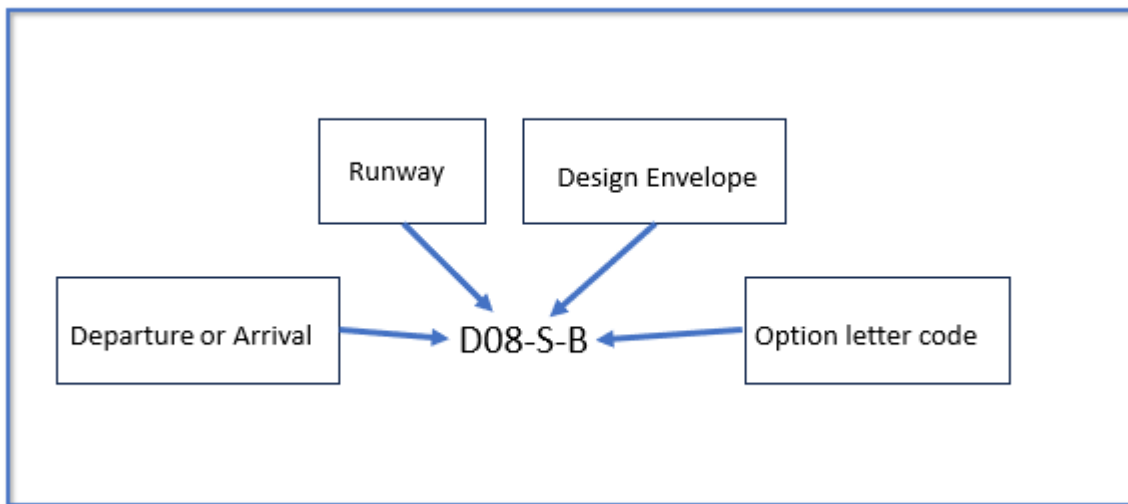 Runway
Design Envelope
Departure or Arrival
D08-S-B
Option letter code